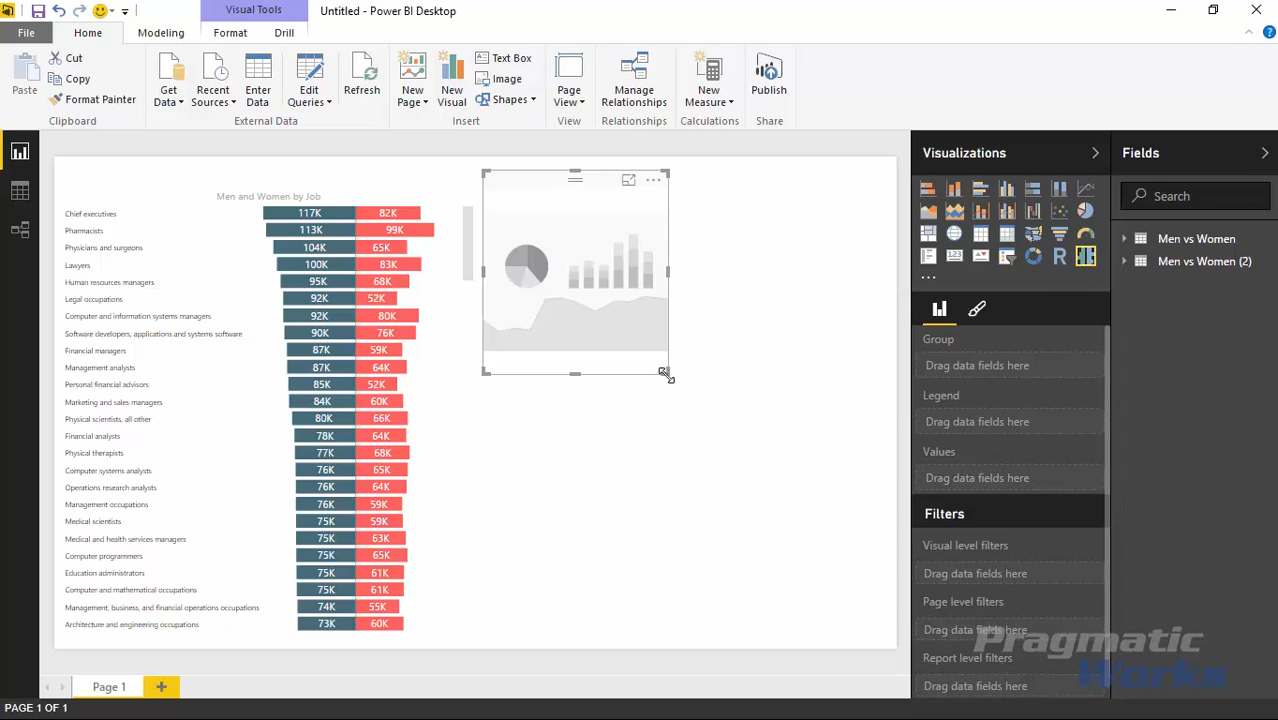 Visual Tools
Untitled - Power BI Desktop
File
Home
Modeling
Format
Drill
Paste
Cut
Copy
Format Painter
Clipboard
Get Data
Recent Sources
Enter Data
Edit Queries
Refresh
External Data
New Page
New Visual
Text Box
Image
Shapes
Insert
Page View
View
Manage Relationships
Relationships
New Measure
Calculations
Publish
Share
Men and Women by Job
Chief executives 117K 82K
Pharmacists 113K 99K
Physicians and surgeons 104K 65K
Lawyers 100K 83K
Human resources managers 95K 68K
Legal occupations 92K 52K
Computer and information systems managers 92K 80K
Software developers, applications and systems software 90K 76K
Financial managers 87K 59K
Management analysts 87K 64K
Personal financial advisors 85K 52K
Marketing and sales managers 84K 60K
Physical scientists, all other 80K 66K
Financial analysts 78K 64K
Physical therapists 77K 68K
Computer systems analysts 76K 65K
Operations research analysts 76K 64K
Management occupations 76K 59K
Medical scientists 75K 59K
Medical and health services managers 75K 63K
Computer programmers 75K 65K
Education administrators 75K 61K
Computer and mathematical occupations 75K 61K
Management, business, and financial operations occupations 74K 55K
Architecture and engineering occupations 73K 60K
Visualizations
R
Group
Drag data fields here
Legend
Drag data fields here
Values
Drag data fields here
Filters
Visual level filters
Drag data fields here
Page level filters
Drag data fields here
Report level filters
Drag data fields here
Fields
Search
Men vs Women
Men vs Women (2)
Pragmatic
Works
Page 1
PAGE 1 OF 1